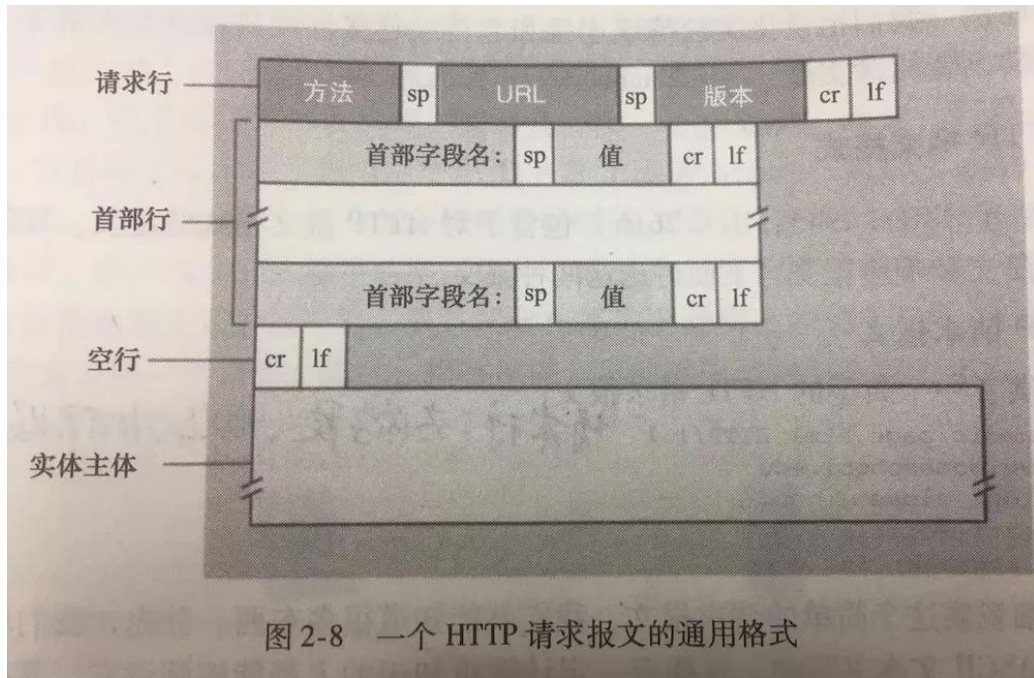 请求行 方法 sp URL sp 版本 cr lf
首部字段名: sp 值 cr lf
首部行
首部字段名: sp 值 cr lf
空行 cr lf
实体主体
图 2-8 一个 HTTP 请求报文的通用格式